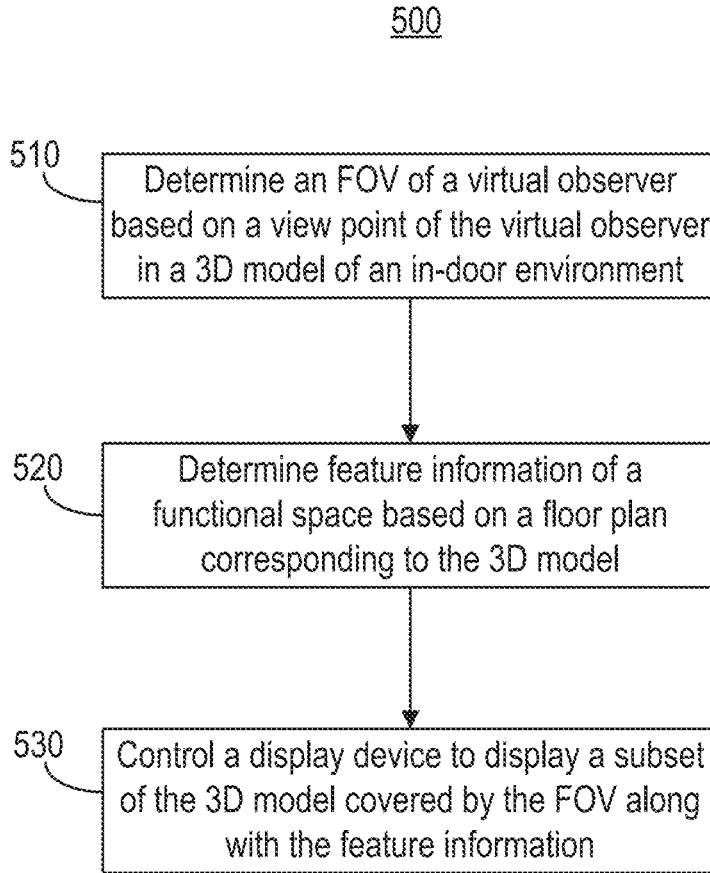 500
510
Determine an FOV of a virtual observer
based on a view point of the virtual observer
in a 3D model of an in-door environment
520
Determine feature information of a
functional space based on a floor plan
corresponding to the 3D model
530
Control a display device to display a subset
of the 3D model covered by the FOV along
with the feature information